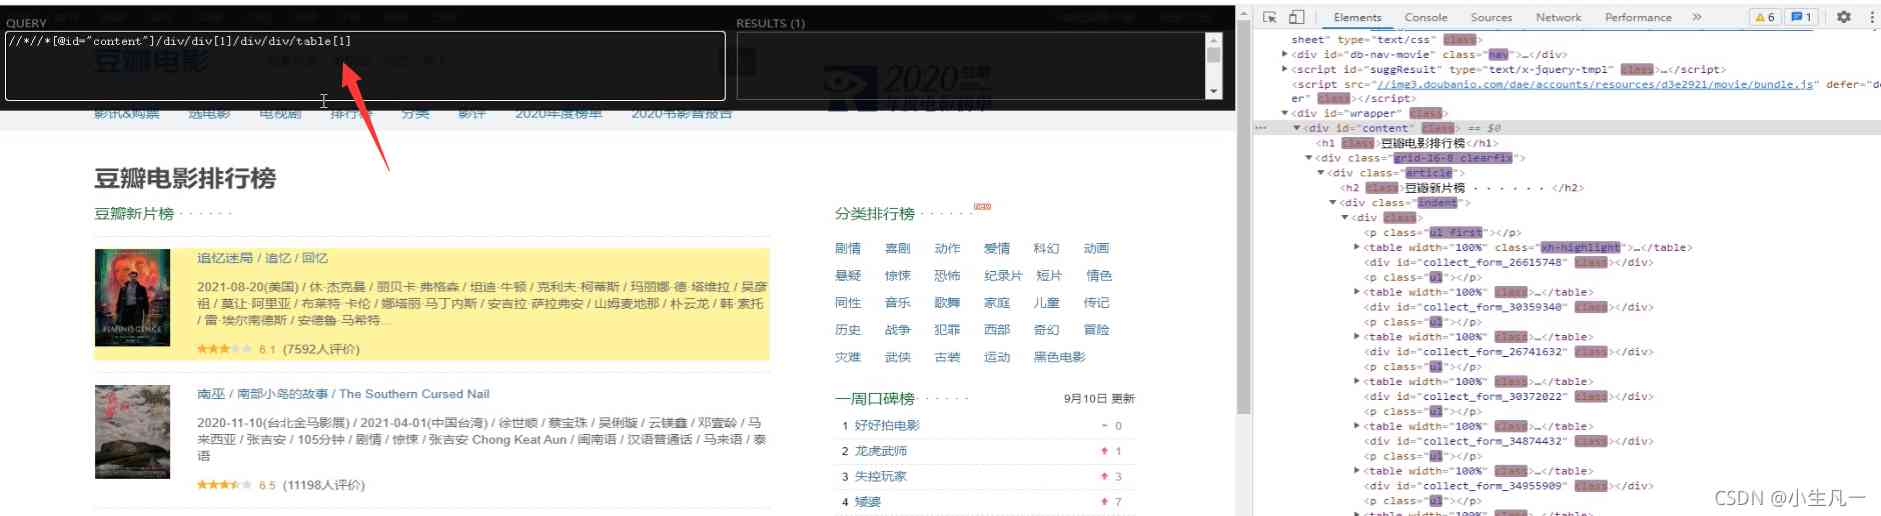 QUERY
//*//*[@id="content"]/div/div[1]/div/div/table[1]
RESULTS (1)
豆瓣电影
2020
年度电影榜单
影讯&购票 选电影 电视剧 排行榜 分类 影评 2020年度榜单 2020书影音报告
豆瓣电影排行榜
豆瓣新片榜 · · · · · ·
追忆迷局 / 追忆 / 回忆
2021-08-20(美国) / 休·杰克曼 / 丽贝卡·弗格森 / 坦迪·牛顿 / 克利夫·柯蒂斯 / 玛丽娜·德·塔维拉 / 吴彦
祖 / 莫让·阿里亚 / 布莱特·卡伦 / 娜塔丽·马丁内斯 / 安吉拉·萨拉弗安 / 山姆麦地那 / 朴云龙 / 韩·索托
/ 雷·埃尔南德斯 / 安德鲁·马希特...
6.1 (7592人评价)
REMINISCENCE
南巫 / 南部小岛的故事 / The Southern Cursed Nail
2020-11-10(台北金马影展) / 2021-04-01(中国台湾) / 徐世顺 / 蔡宝珠 / 吴俐璇 / 云镁鑫 / 邓壹龄 / 马
来西亚 / 张吉安 / 105分钟 / 剧情 / 惊悚 / 张吉安 Chong Keat Aun / 闽南语 / 汉语普通话 / 马来语 / 泰
语
6.5 (11198人评价)
分类排行榜 · · · · · ·
剧情 喜剧 动作 爱情 科幻 动画
悬疑 惊悚 恐怖 纪录片 短片 情色
同性 音乐 歌舞 家庭 儿童 传记
历史 战争 犯罪 西部 奇幻 冒险
灾难 武侠 古装 运动 黑色电影
一周口碑榜 · · · · · · 9月10日 更新
1 好好拍电影 0
2 龙虎武师 1
3 失控玩家 3
4 矮婆 7
Elements Console Sources Network Performance » 6 1
sheet" type="text/css" class>
<div id="db-nav-movie" class="nav">…</div>
<script id="suggResult" type="text/x-jquery-tmpl" class>…</script>
<script src="//img3.doubanio.com/dae/accounts/resources/d3e2921/movie/bundle.js" defer="de
er" class></script>
<div id="wrapper" class>
<div id="content" class> == $0
<h1 class>豆瓣电影排行榜</h1>
<div class="grid-16-8 clearfix">
<div class="article">
<h2 class>豆瓣新片榜 · · · · · · </h2>
<div class="indent">
<div class>
<p class="ul first"></p>
<table width="100%" class="xh-highlight">…</table>
<div id="collect_form_26615748" class></div>
<p class="ul"></p>
<table width="100%" class>…</table>
<div id="collect_form_30359340" class></div>
<p class="ul"></p>
<table width="100%" class>…</table>
<div id="collect_form_26741632" class></div>
<p class="ul"></p>
<table width="100%" class>…</table>
<div id="collect_form_30372022" class></div>
<p class="ul"></p>
<table width="100%" class>…</table>
<div id="collect_form_34874432" class></div>
<p class="ul"></p>
<table width="100%" class>…</table>
<div id="collect_form_34955909" class></div>
<p class="ul"></p>
<table width="100%" class>…</table>
CSDN @小生凡一